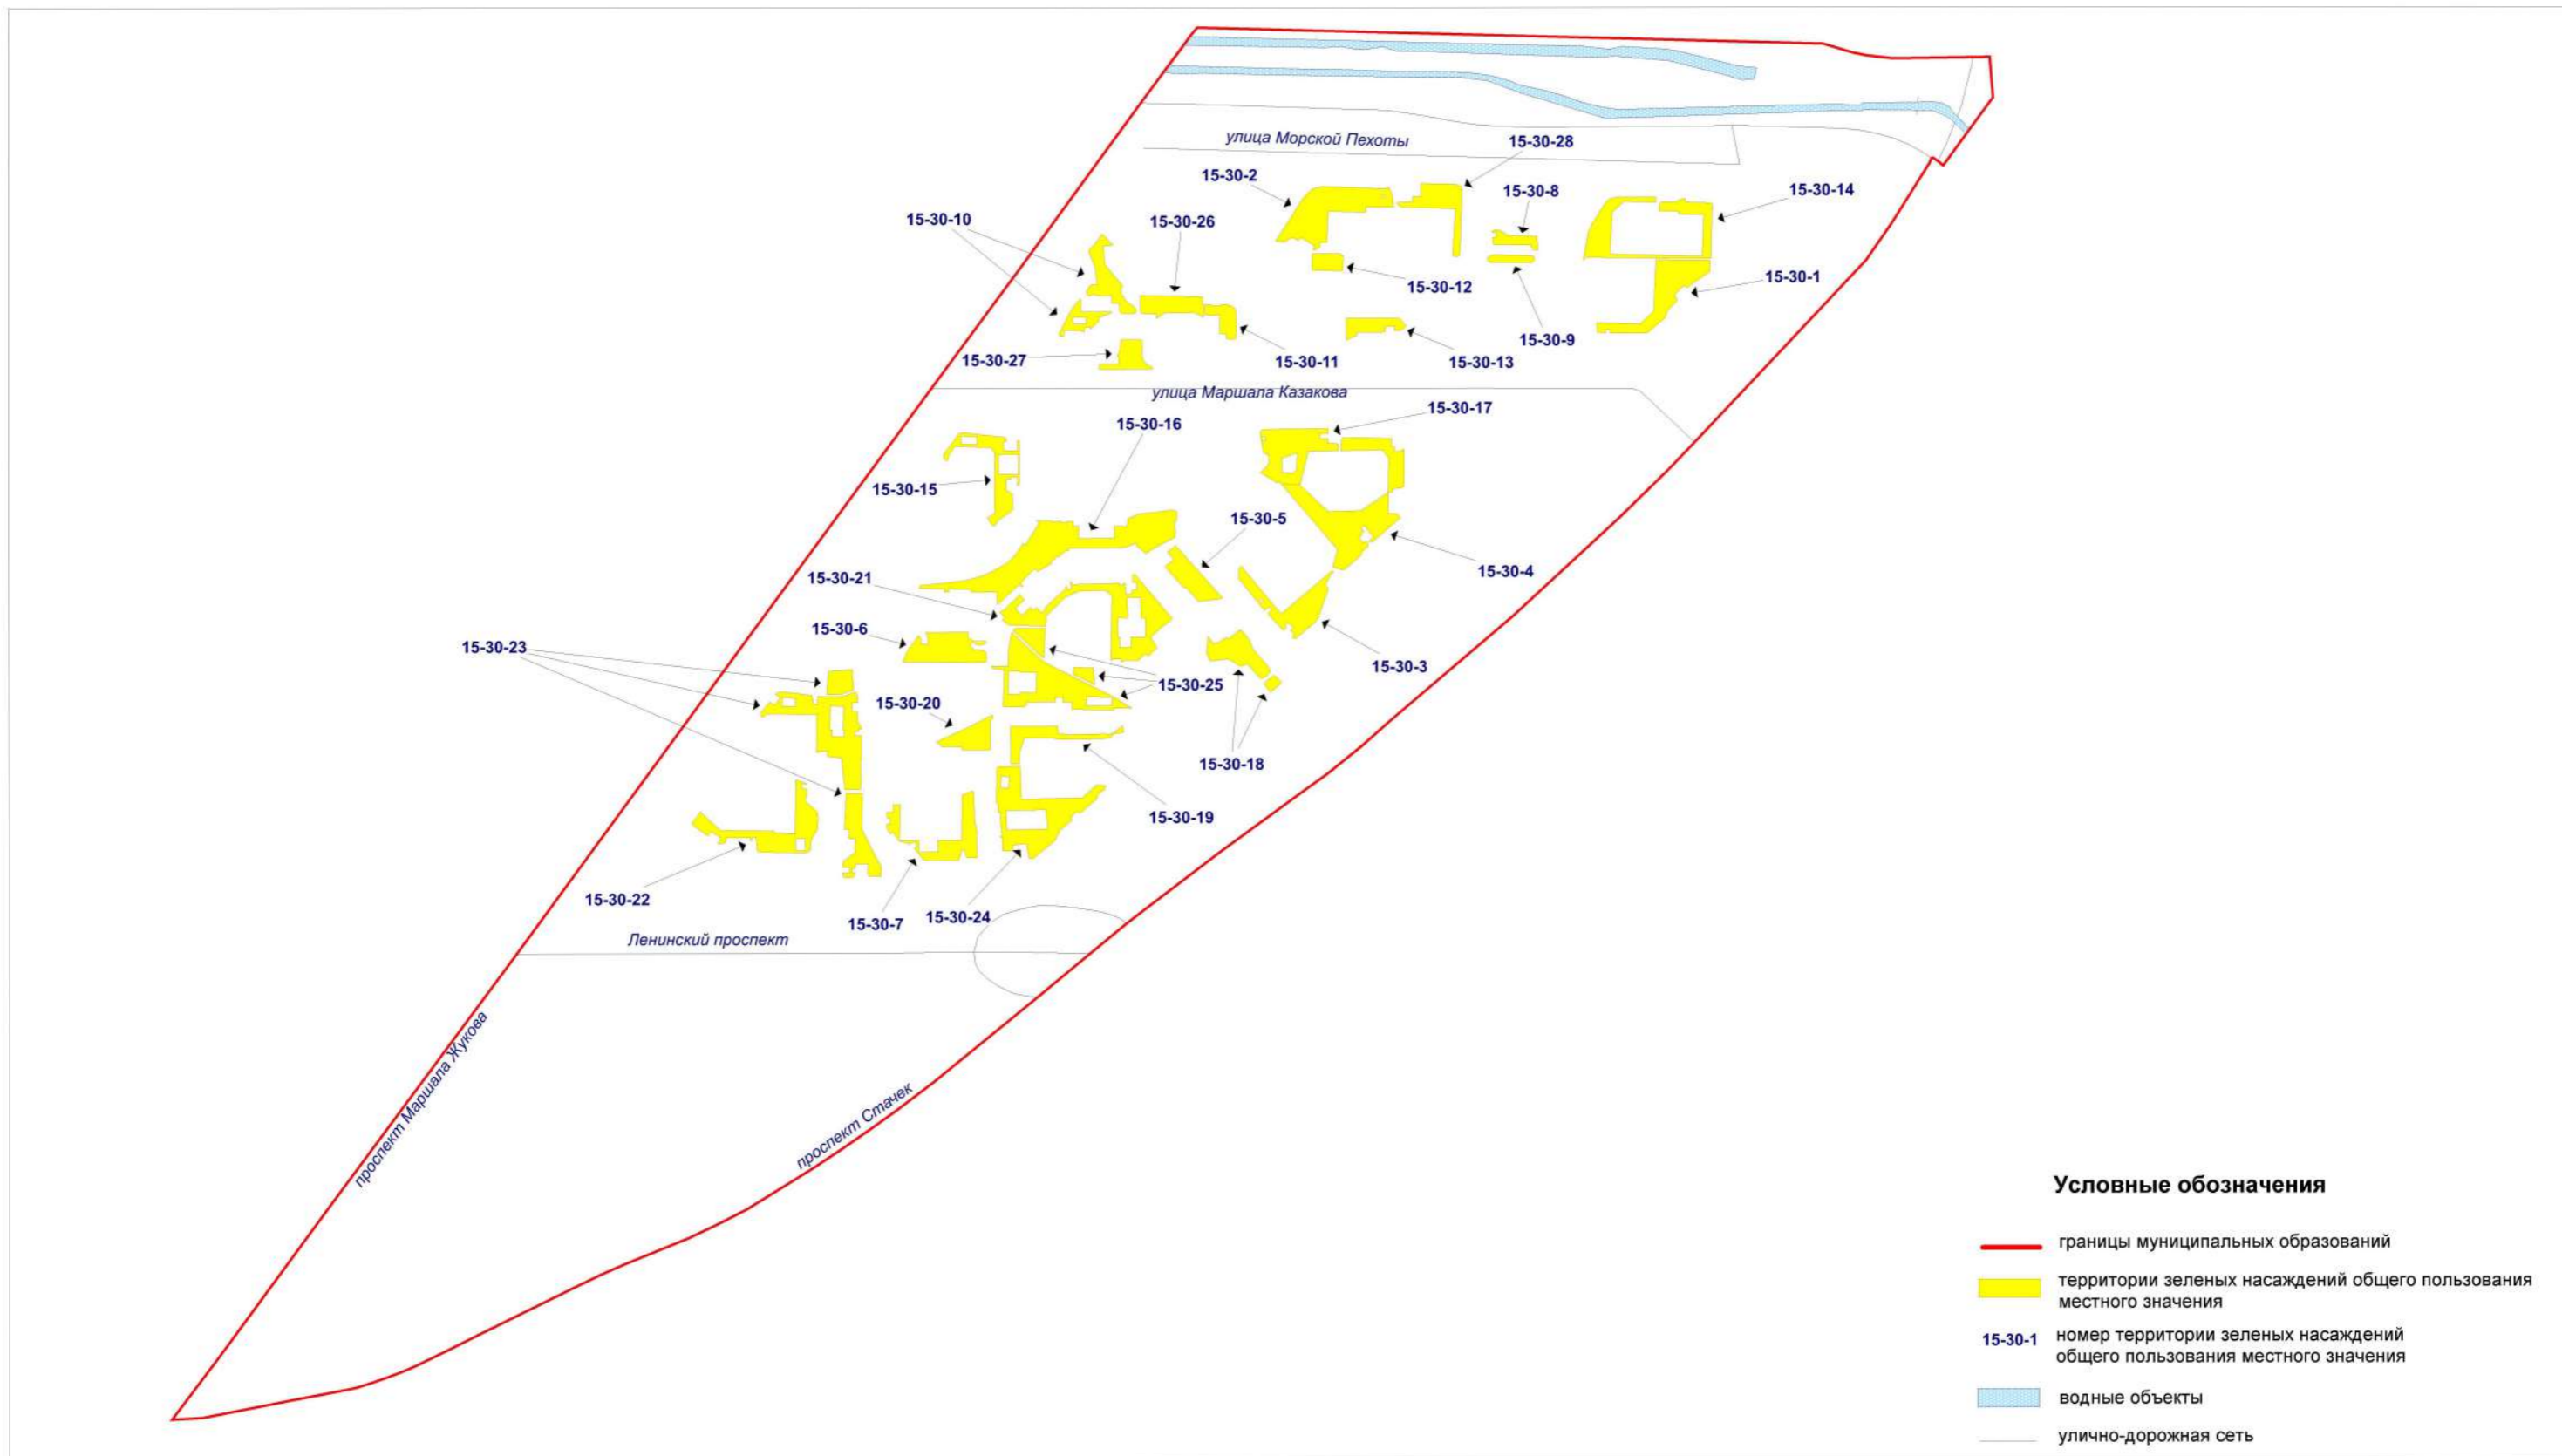 улица Морской Пехоты
15-30-28
15-30-2
15-30-8
15-30-14
15-30-10
15-30-26
15-30-12
15-30-1
15-30-9
15-30-27
15-30-11
15-30-13
улица Маршала Казакова
15-30-17
15-30-16
15-30-15
15-30-5
15-30-4
15-30-21
15-30-6
15-30-23
15-30-3
15-30-25
15-30-20
15-30-18
15-30-19
15-30-22
15-30-7
15-30-24
Ленинский проспект
проспект Маршала Жукова
проспект Стачек
Условные обозначения
границы муниципальных образований
территории зеленых насаждений общего пользования
местного значения
15-30-1 номер территории зеленых насаждений
общего пользования местного значения
водные объекты
улично-дорожная сеть